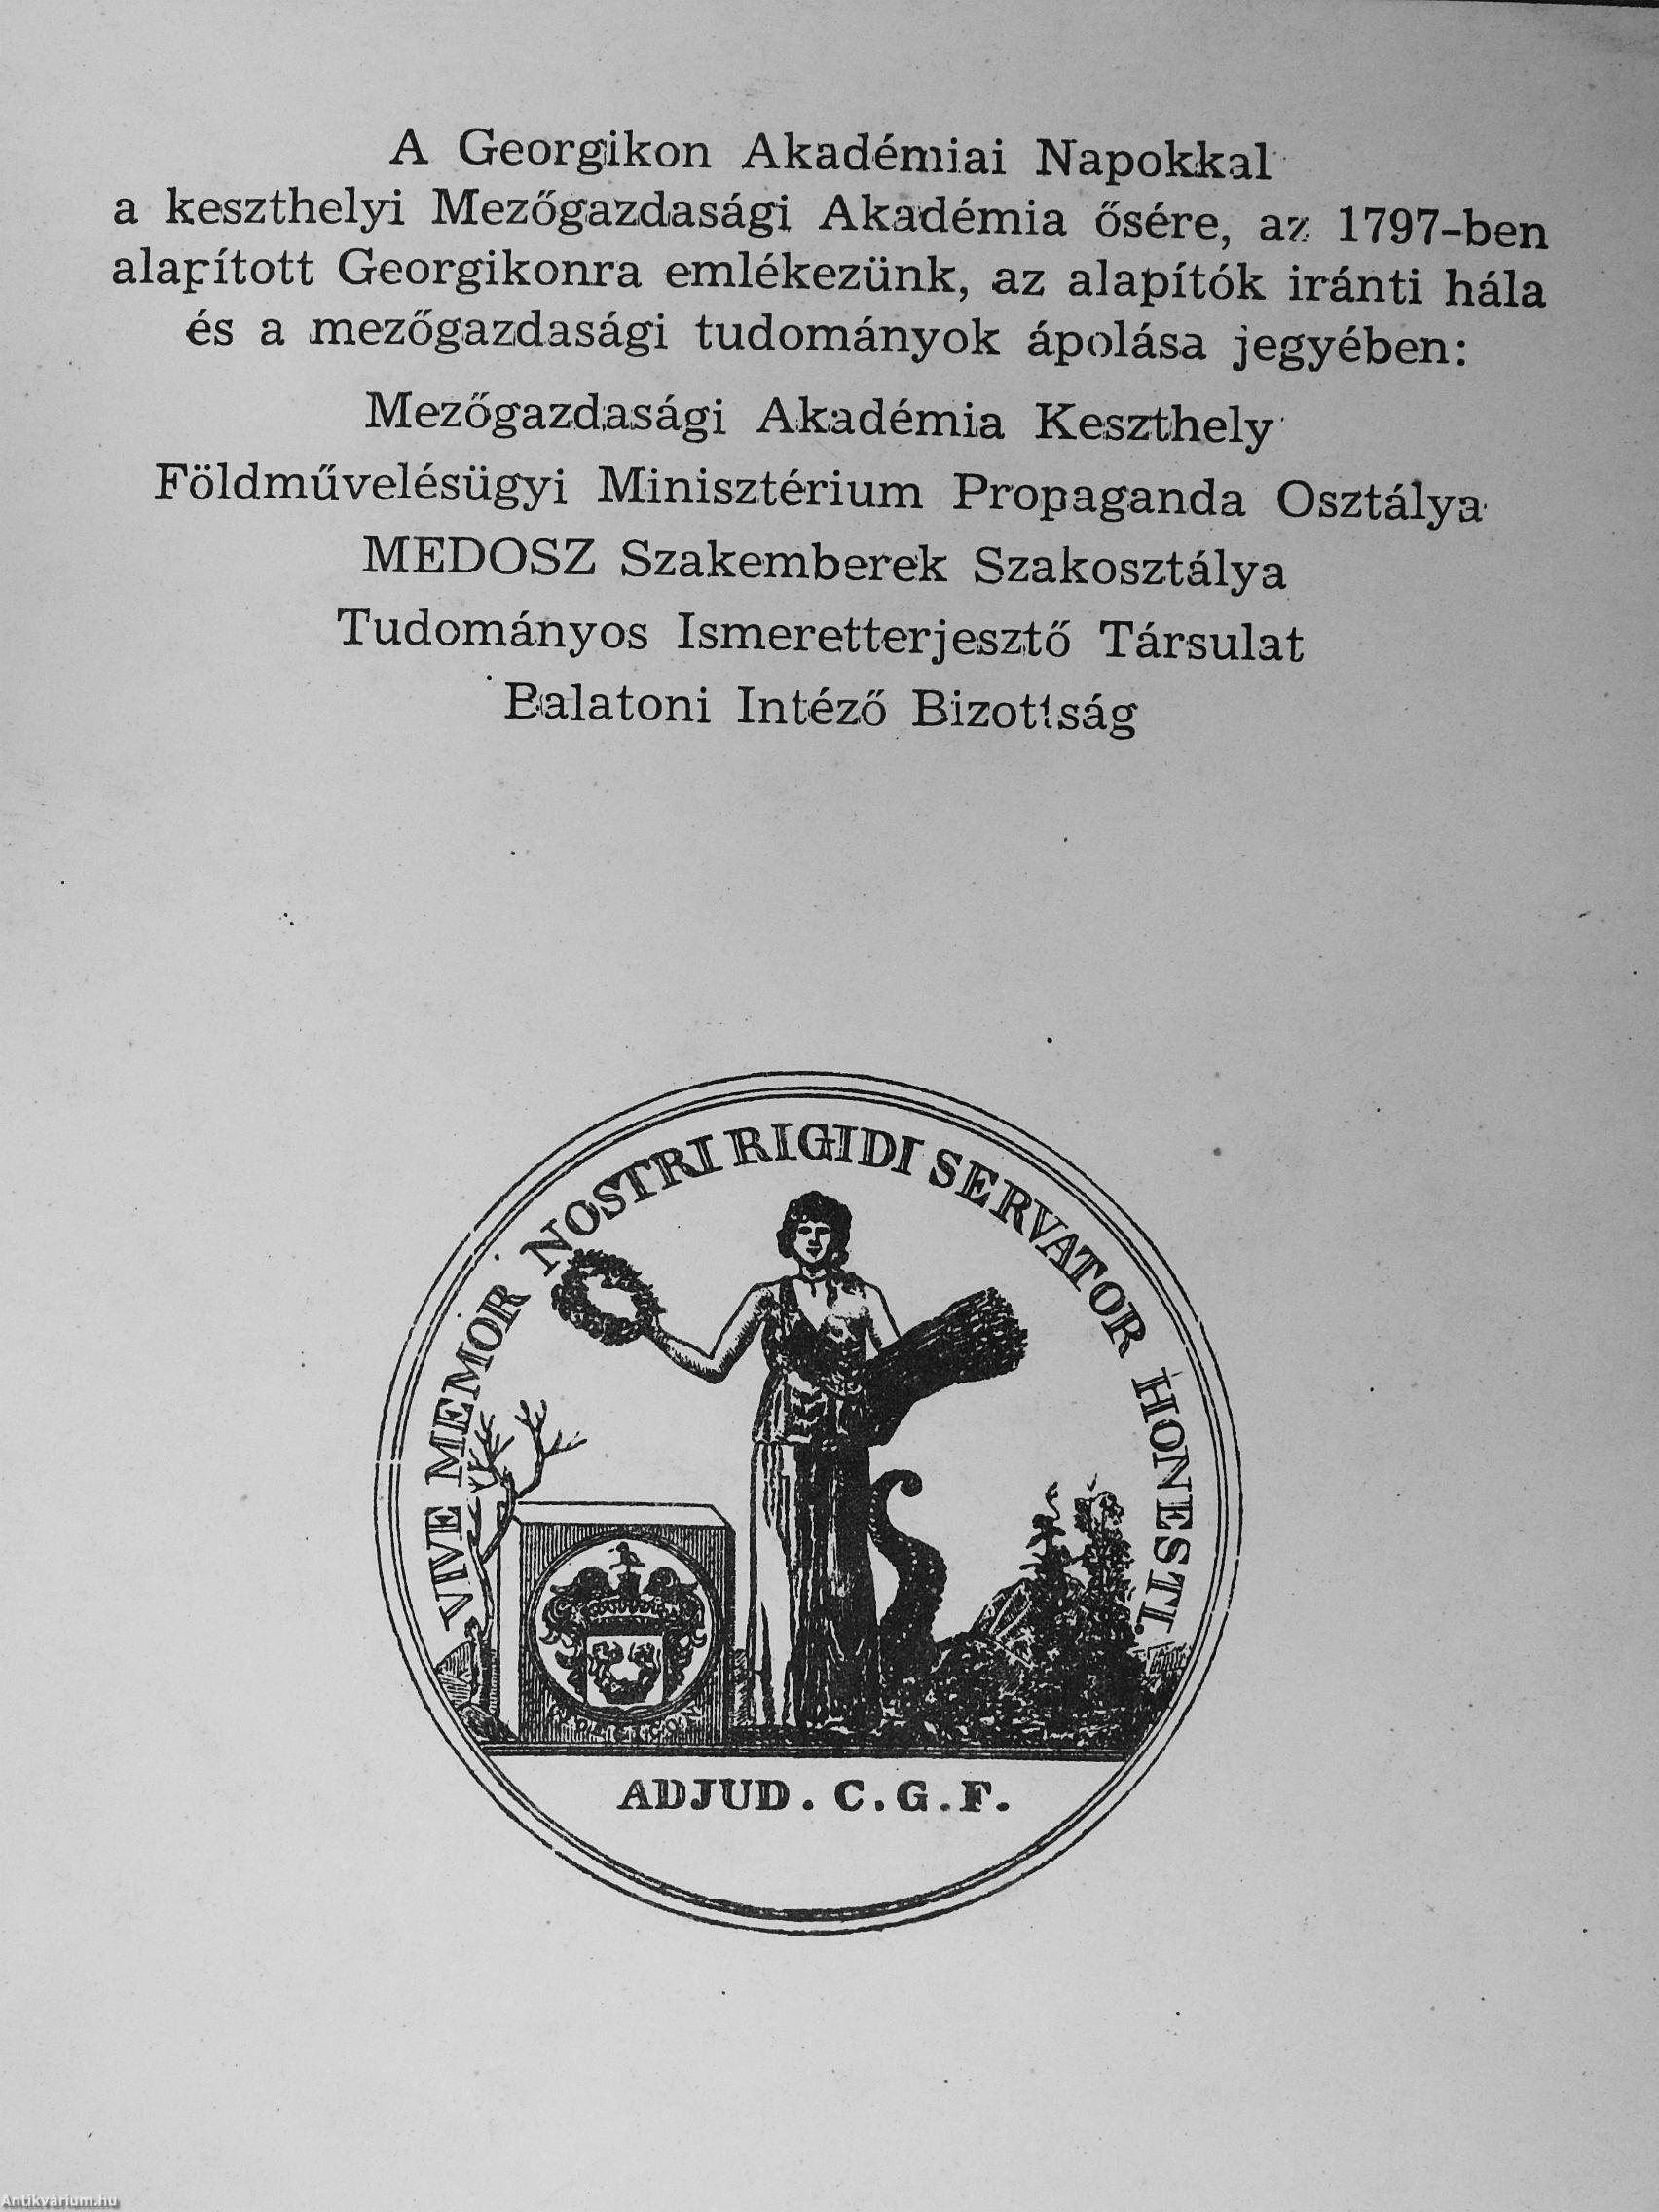 A Georgikon Akadémiai Napokkal
a keszthelyi Mezőgazdasági Akadémia ősére, az 1797-ben
alapított Georgikonra emlékezünk, az alapítók iránti hála
és a mezőgazdasági tudományok ápolása jegyében:
Mezőgazdasági Akadémia Keszthely
Földművelésügyi Minisztérium Propaganda Osztálya
MEDOSZ Szakemberek Szakosztálya
Tudományos Ismeretterjesztő Társulat
Balatoni Intéző Bizottság
VIVE MEMOR NOSTRI RIGIDI SERVATOR HONESTI.
ADJUD. C.G.F.
Antikvárium.hu